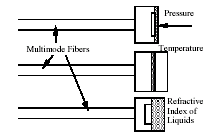 Pressure
Temperature
Multimode Fibers
Refractive
Index of
Liquids